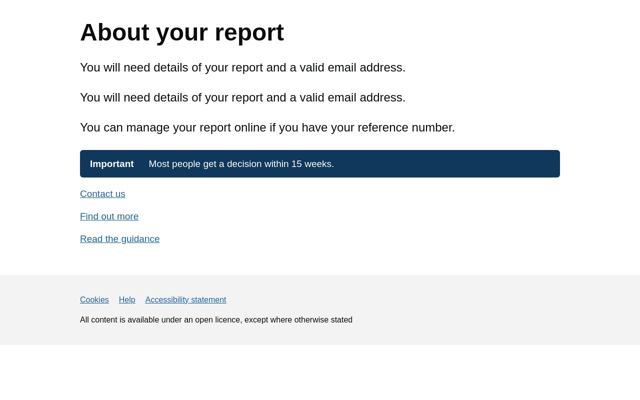 About your report
You will need details of your report and a valid email address.
You will need details of your report and a valid email address.
You can manage your report online if you have your reference number.
Important Most people get a decision within 15 weeks.
Contact us
Find out more
Read the guidance
Cookies Help Accessibility statement
All content is available under an open licence, except where otherwise stated